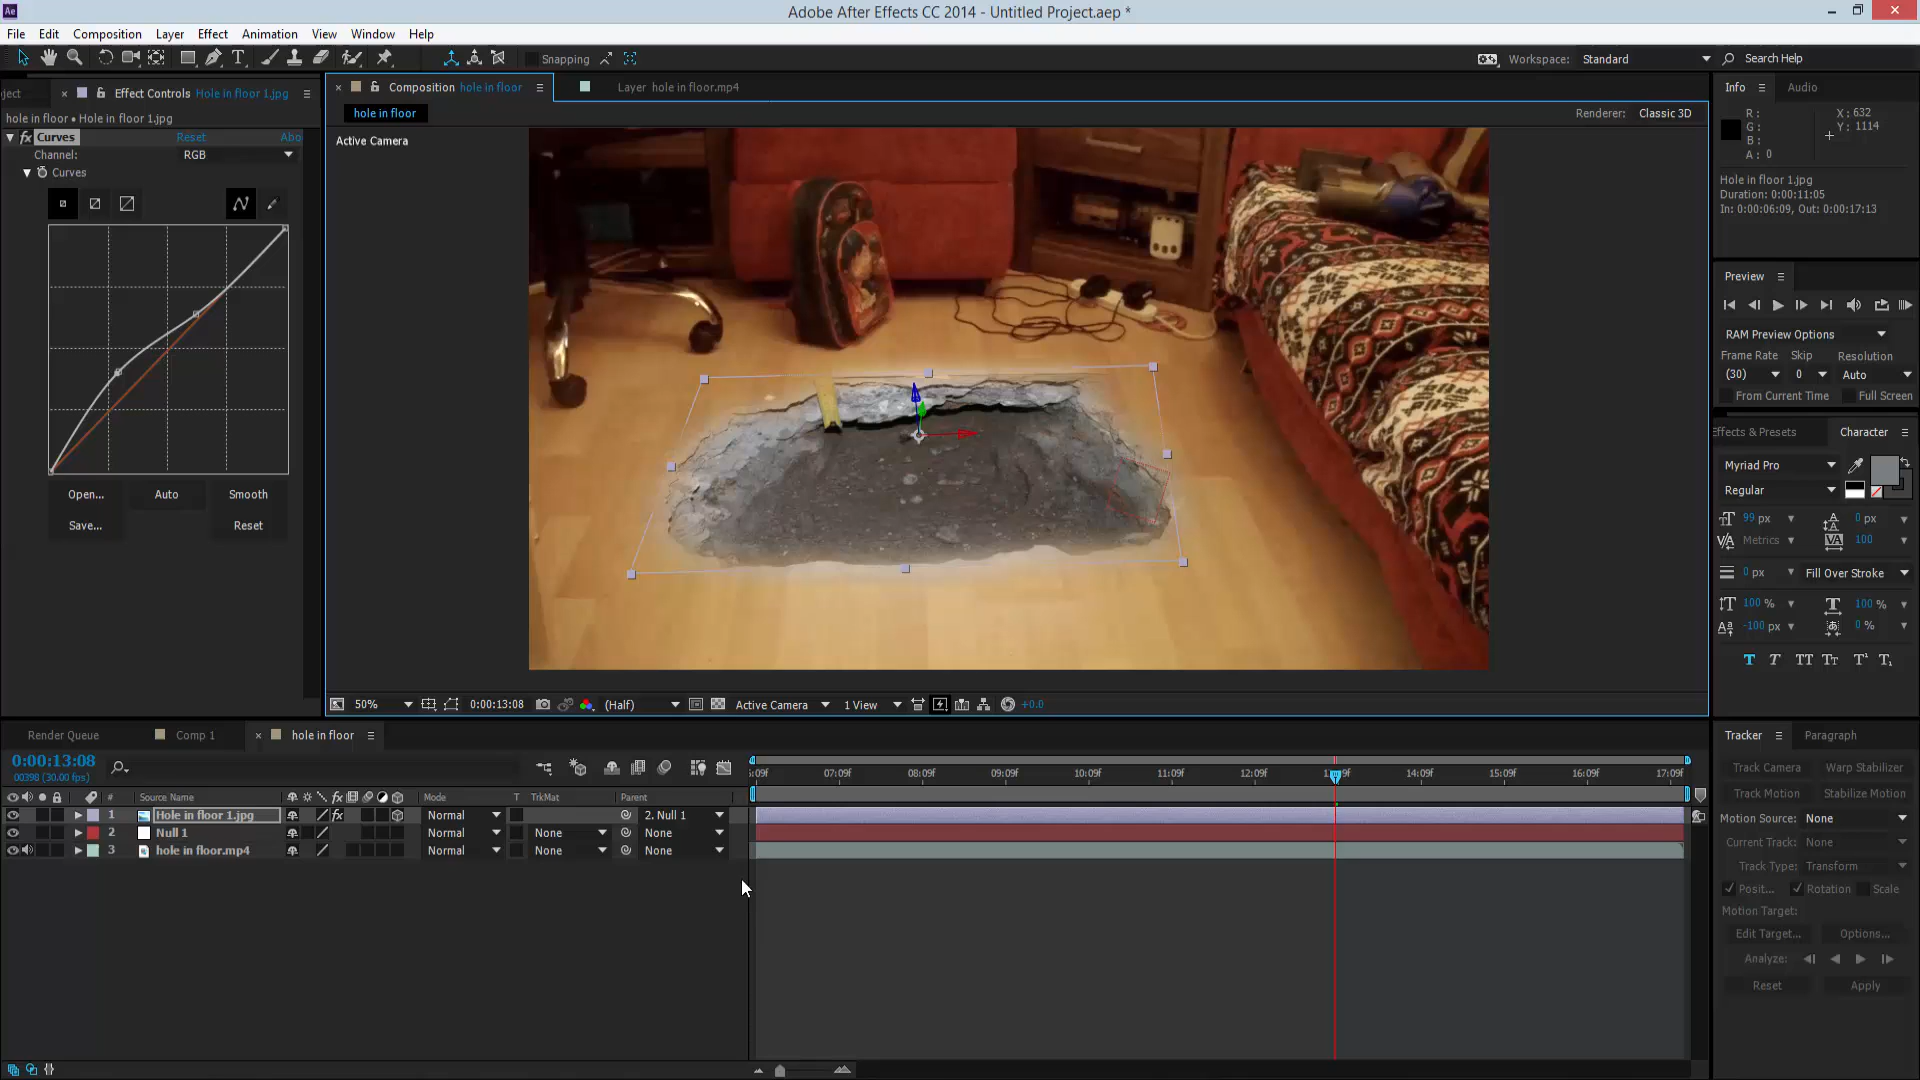 Adobe After Effects CC 2014 - Untitled Project.aep *
File Edit Composition Layer Effect Animation View Window Help
Snapping
Workspace: Standard
Search Help
ject
Effect Controls Hole in floor 1.jpg
hole in floor • Hole in floor 1.jpg
fx Curves Reset Abo
Channel: RGB
Curves
Open... Auto Smooth
Save... Reset
Composition hole in floor
Layer hole in floor.mp4
hole in floor
Renderer: Classic 3D
Active Camera
50% 0:00:13:08 (Half) Active Camera 1 View +0.0
Info Audio
R: X: 632
G: Y: 1114
B:
A: 0
Hole in floor 1.jpg
Duration: 0:00:11:05
In: 0:00:06:09, Out: 0:00:17:13
Preview
RAM Preview Options
Frame Rate Skip Resolution
(30) 0 Auto
From Current Time Full Screen
Effects & Presets Character
Myriad Pro
Regular
99 px 0 px
Metrics 100
0 px Fill Over Stroke
100 % 100 %
-100 px 0 %
Render Queue Comp 1 hole in floor
0:00:13:08
00398 (30.00 fps)
# Source Name Mode T TrkMat Parent
1 Hole in floor 1.jpg Normal 2. Null 1
2 Null 1 Normal None None
3 hole in floor.mp4 Normal None None
07:09f 08:09f 09:09f 10:09f 11:09f 12:09f 14:09f 15:09f 16:09f 17:09f
Tracker Paragraph
Track Camera Warp Stabilizer
Track Motion Stabilize Motion
Motion Source: None
Current Track: None
Track Type: Transform
Posit... Rotation Scale
Motion Target:
Edit Target... Options...
Analyze:
Reset Apply